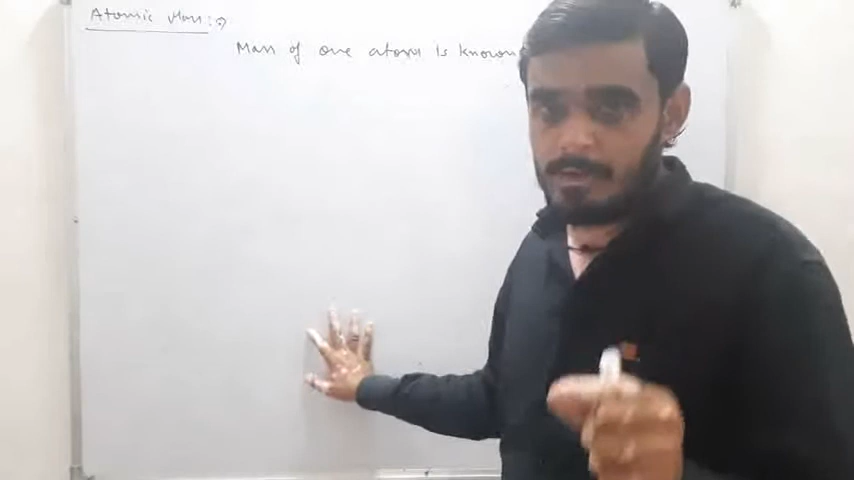 Atomic Mass :→
Mass of one atom is known